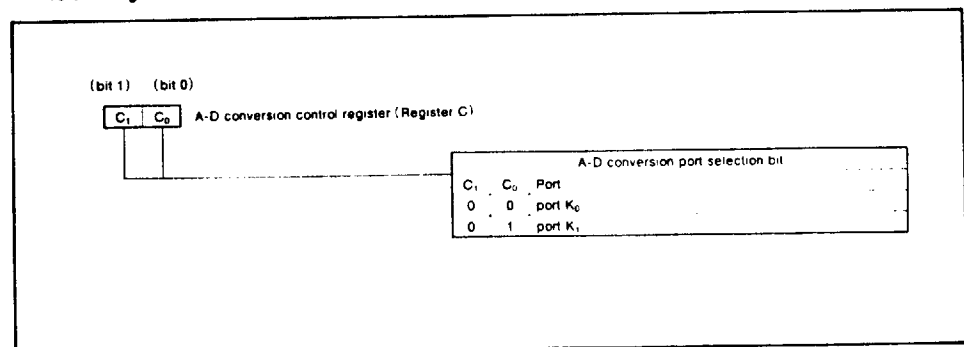 (bit 1) (bit 0)
C₁ C₀ A-D conversion control register (Register C)
A-D conversion port selection bit
C₁ C₀ Port
0 0 port K₀
0 1 port K₁